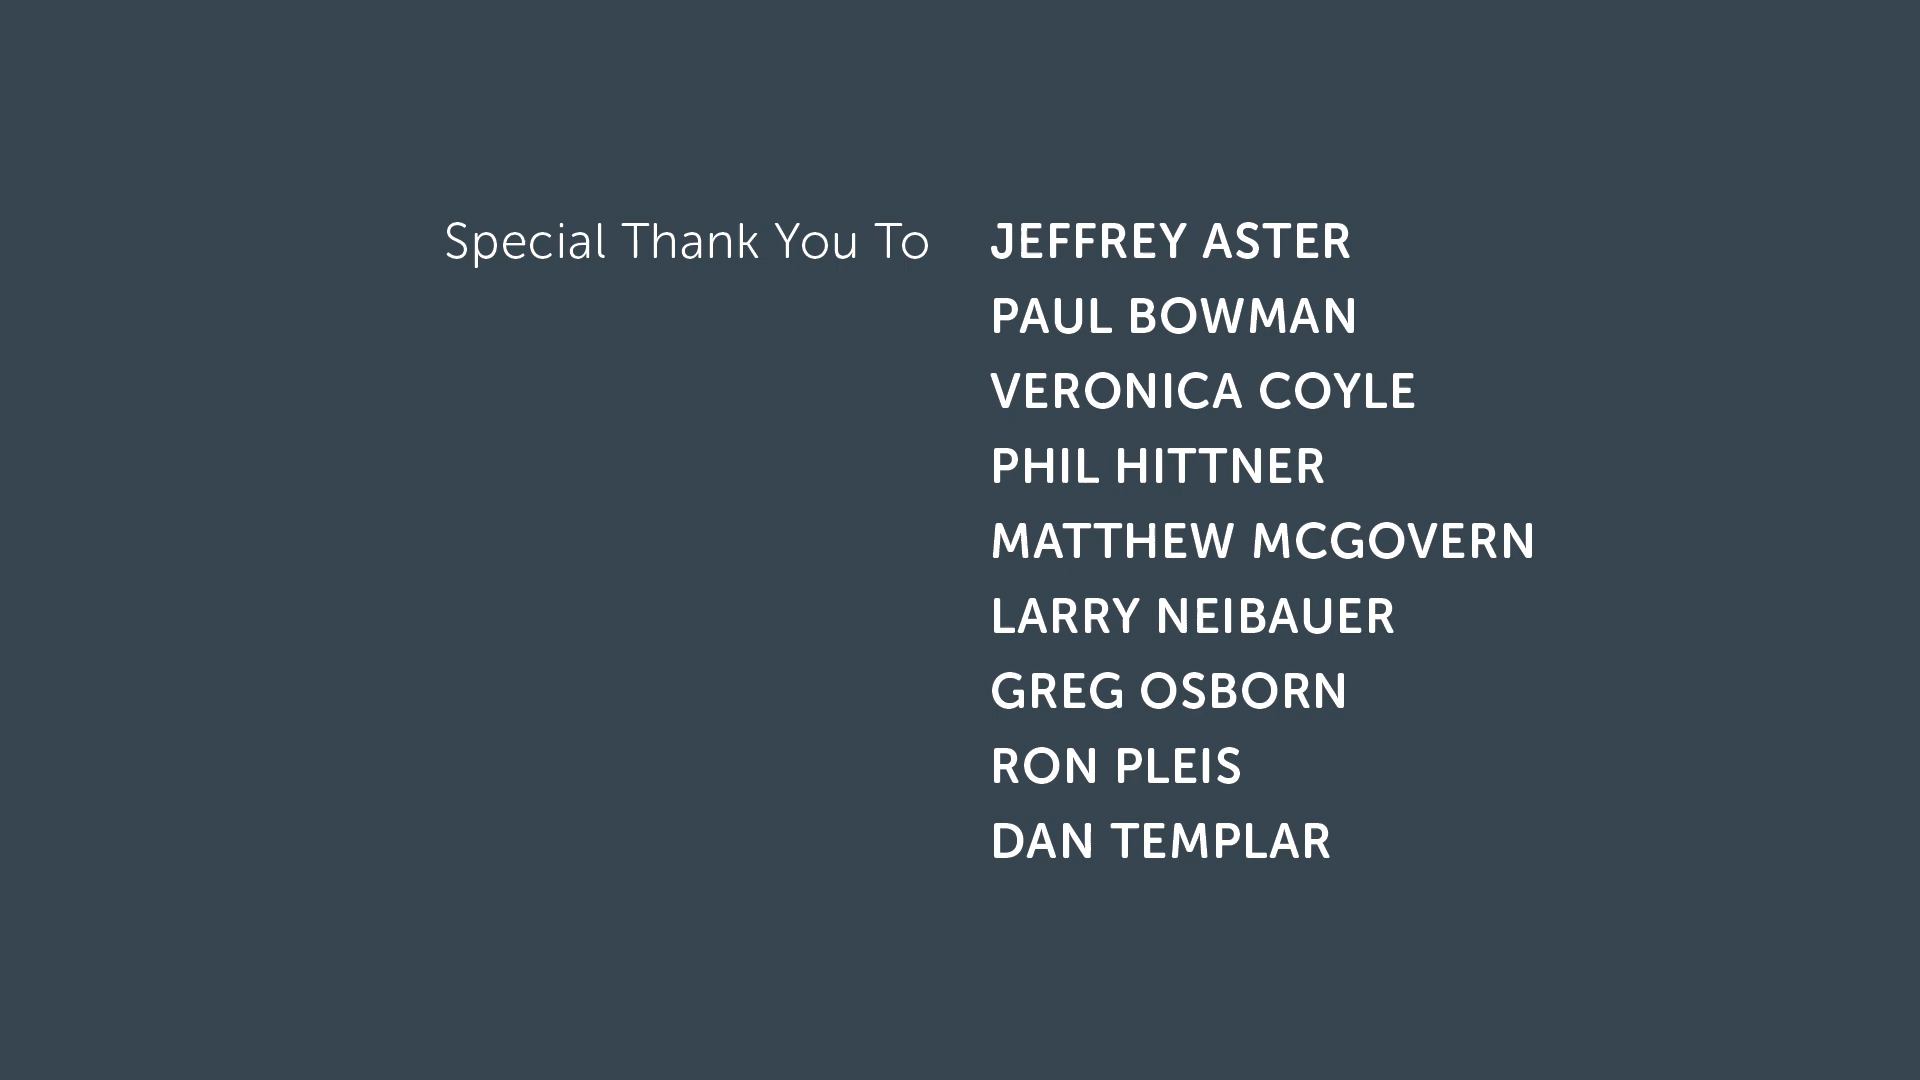 Special Thank You To JEFFREY ASTER
PAUL BOWMAN
VERONICA COYLE
PHIL HITTNER
MATTHEW MCGOVERN
LARRY NEIBAUER
GREG OSBORN
RON PLEIS
DAN TEMPLAR